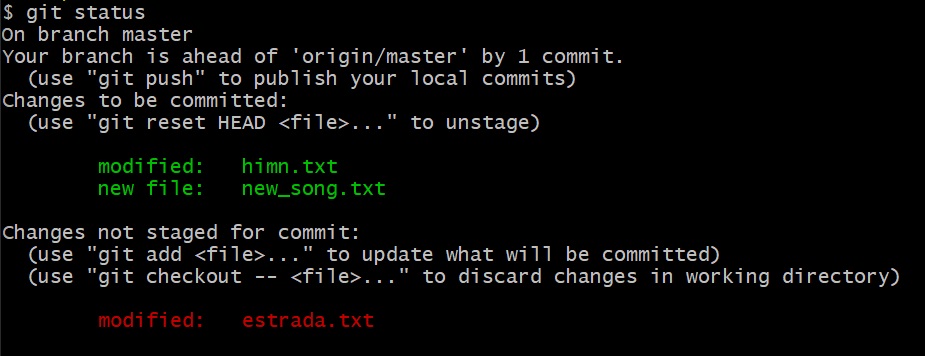 $ git status
On branch master
Your branch is ahead of 'origin/master' by 1 commit.
  (use "git push" to publish your local commits)
Changes to be committed:
  (use "git reset HEAD <file>..." to unstage)

        modified:   himn.txt
        new file:   new_song.txt

Changes not staged for commit:
  (use "git add <file>..." to update what will be committed)
  (use "git checkout -- <file>..." to discard changes in working directory)

        modified:   estrada.txt